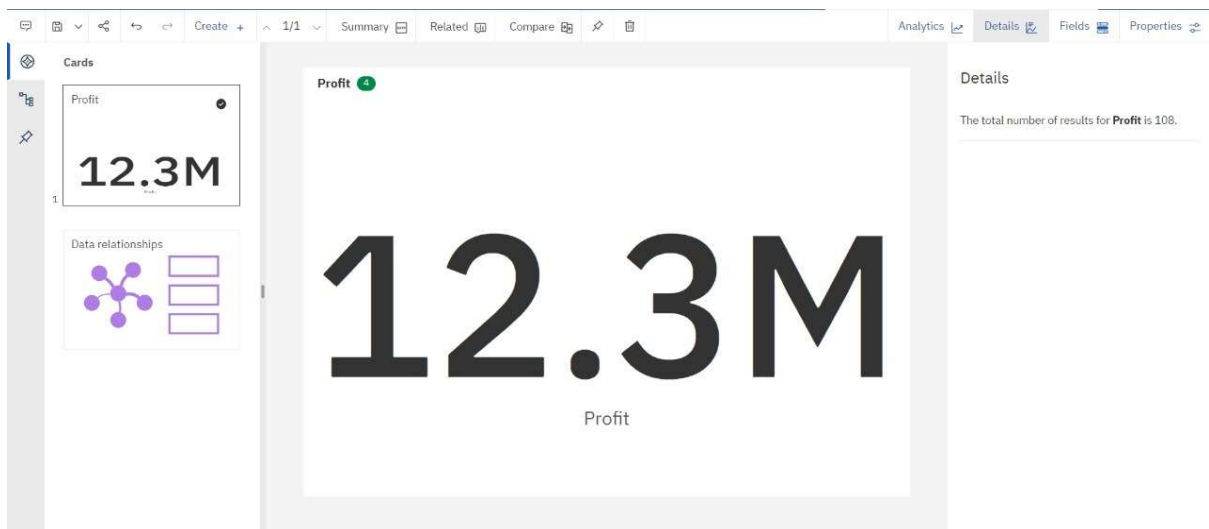 Create +
1/1
Summary
Related
Compare
Analytics
Details
Fields
Properties
Cards
Profit
12.3M
Profit
1
Data relationships
Profit 4
12.3M
Profit
Details
The total number of results for Profit is 108.